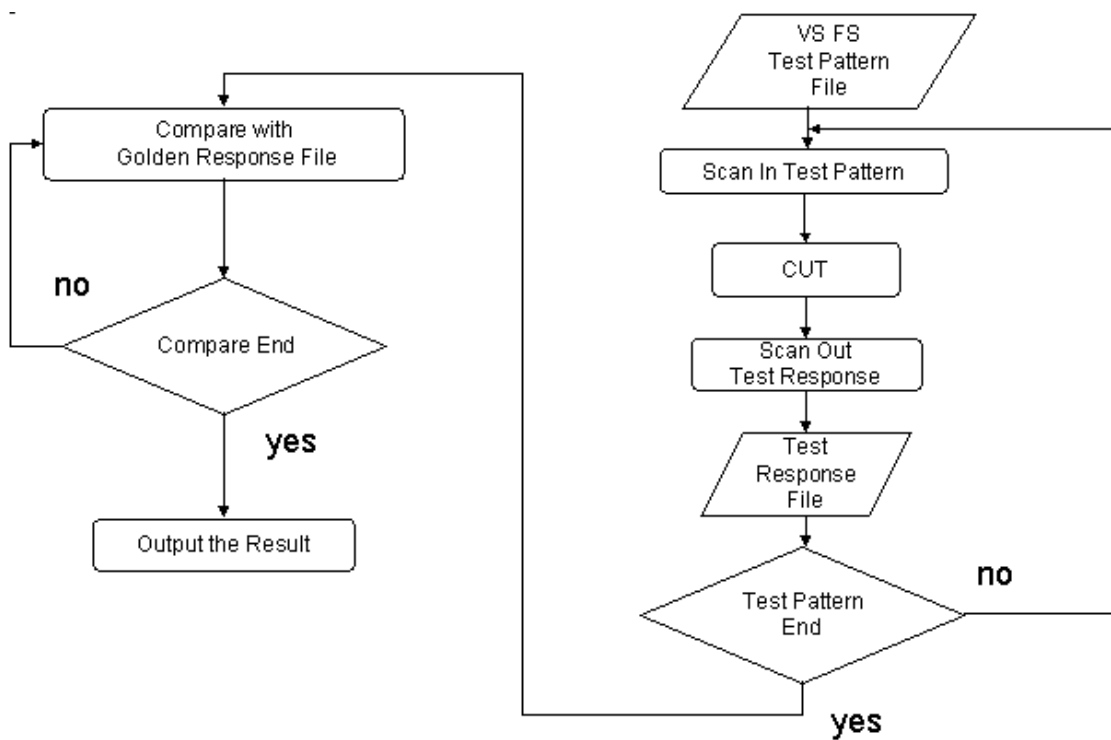 -
VS FS
Test Pattern
File
Scan In Test Pattern
CUT
Scan Out
Test Response
Test
Response
File
Test Pattern
End
no
yes
Compare with
Golden Response File
Compare End
no
yes
Output the Result